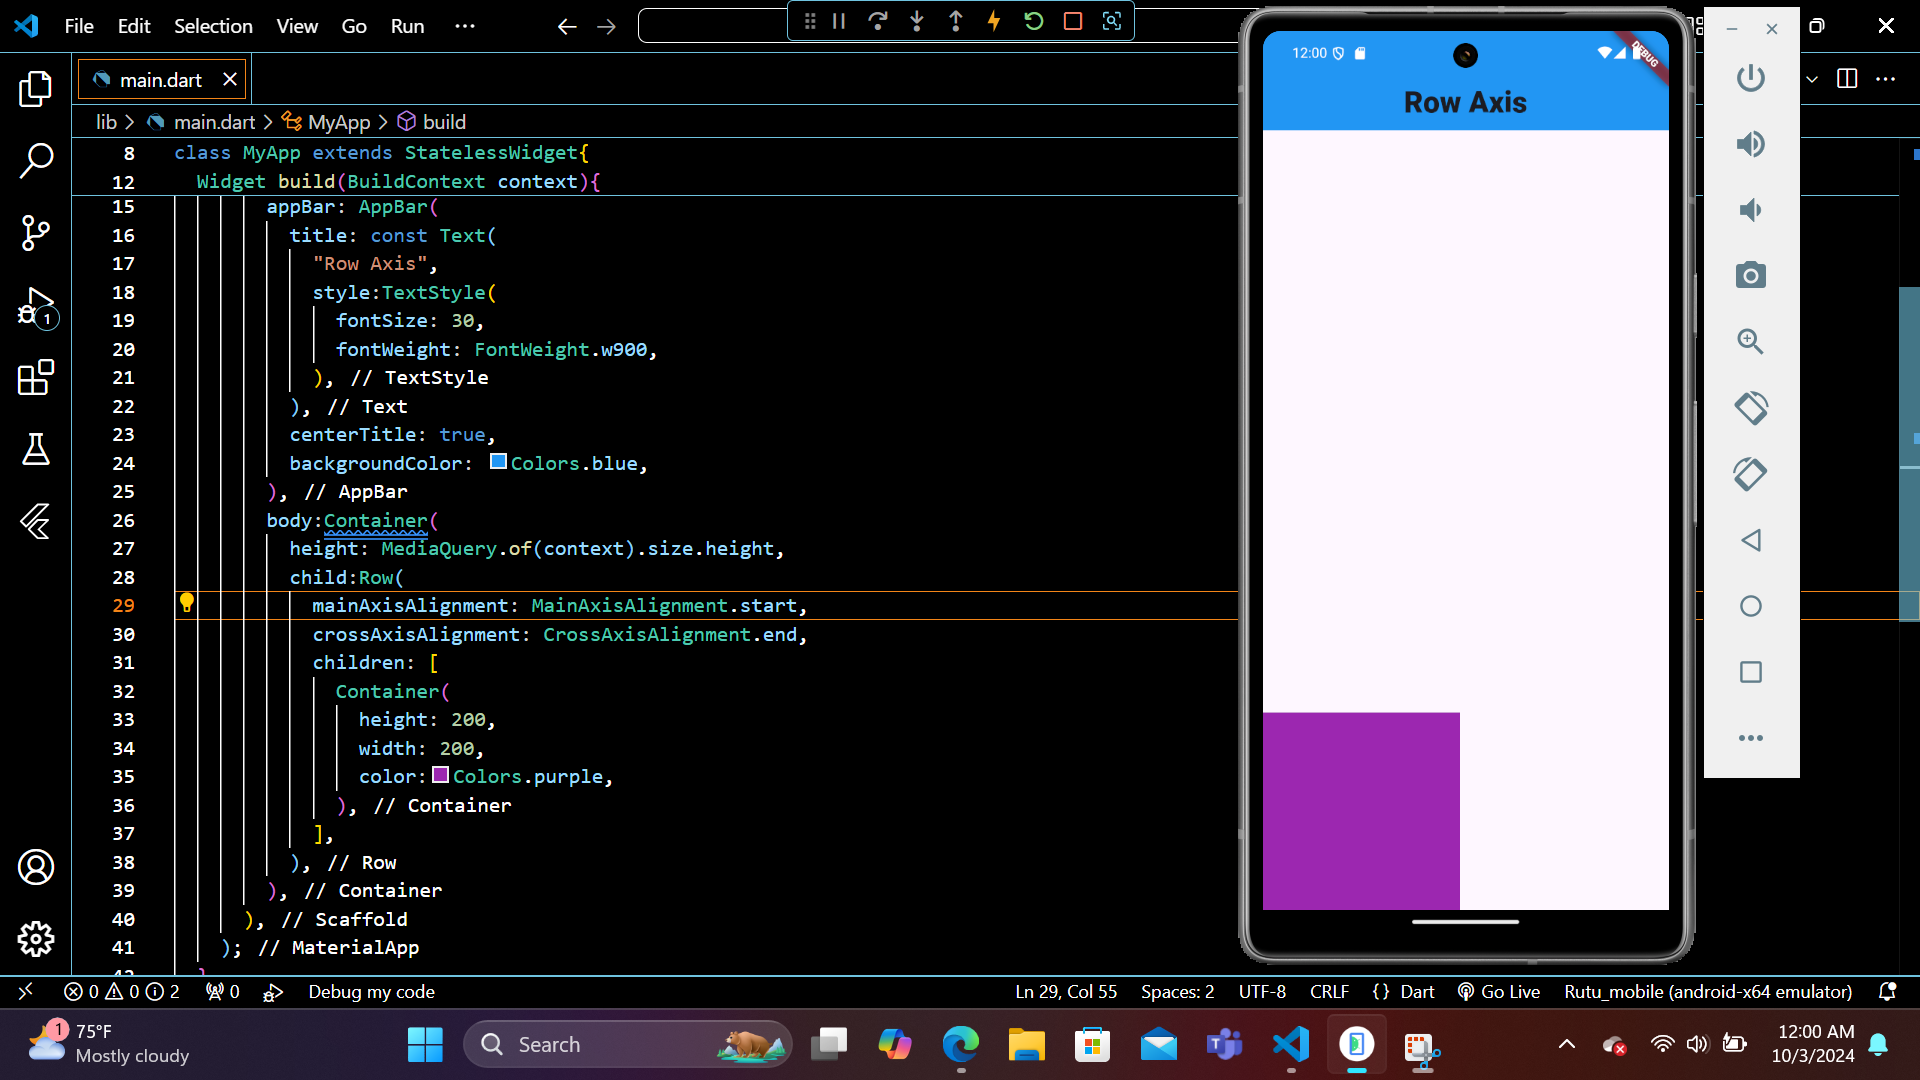 File Edit Selection View Go Run ···
main.dart
lib > main.dart > MyApp > build
8 class MyApp extends StatelessWidget{
12 Widget build(BuildContext context){
15 appBar: AppBar(
16 title: const Text(
17 "Row Axis",
18 style:TextStyle(
19 fontSize: 30,
20 fontWeight: FontWeight.w900,
21 ), // TextStyle
22 ), // Text
23 centerTitle: true,
24 backgroundColor: Colors.blue,
25 ), // AppBar
26 body:Container(
27 height: MediaQuery.of(context).size.height,
28 child:Row(
29 mainAxisAlignment: MainAxisAlignment.start,
30 crossAxisAlignment: CrossAxisAlignment.end,
31 children: [
32 Container(
33 height: 200,
34 width: 200,
35 color: Colors.purple,
36 ), // Container
37 ],
38 ), // Row
39 ), // Container
40 ), // Scaffold
41 ); // MaterialApp
42 }
1
12:00
DEBUG
Row Axis
0 0 2 0 Debug my code
Ln 29, Col 55 Spaces: 2 UTF-8 CRLF {} Dart Go Live Rutu_mobile (android-x64 emulator)
1
75°F
Mostly cloudy
Search
12:00 AM
10/3/2024